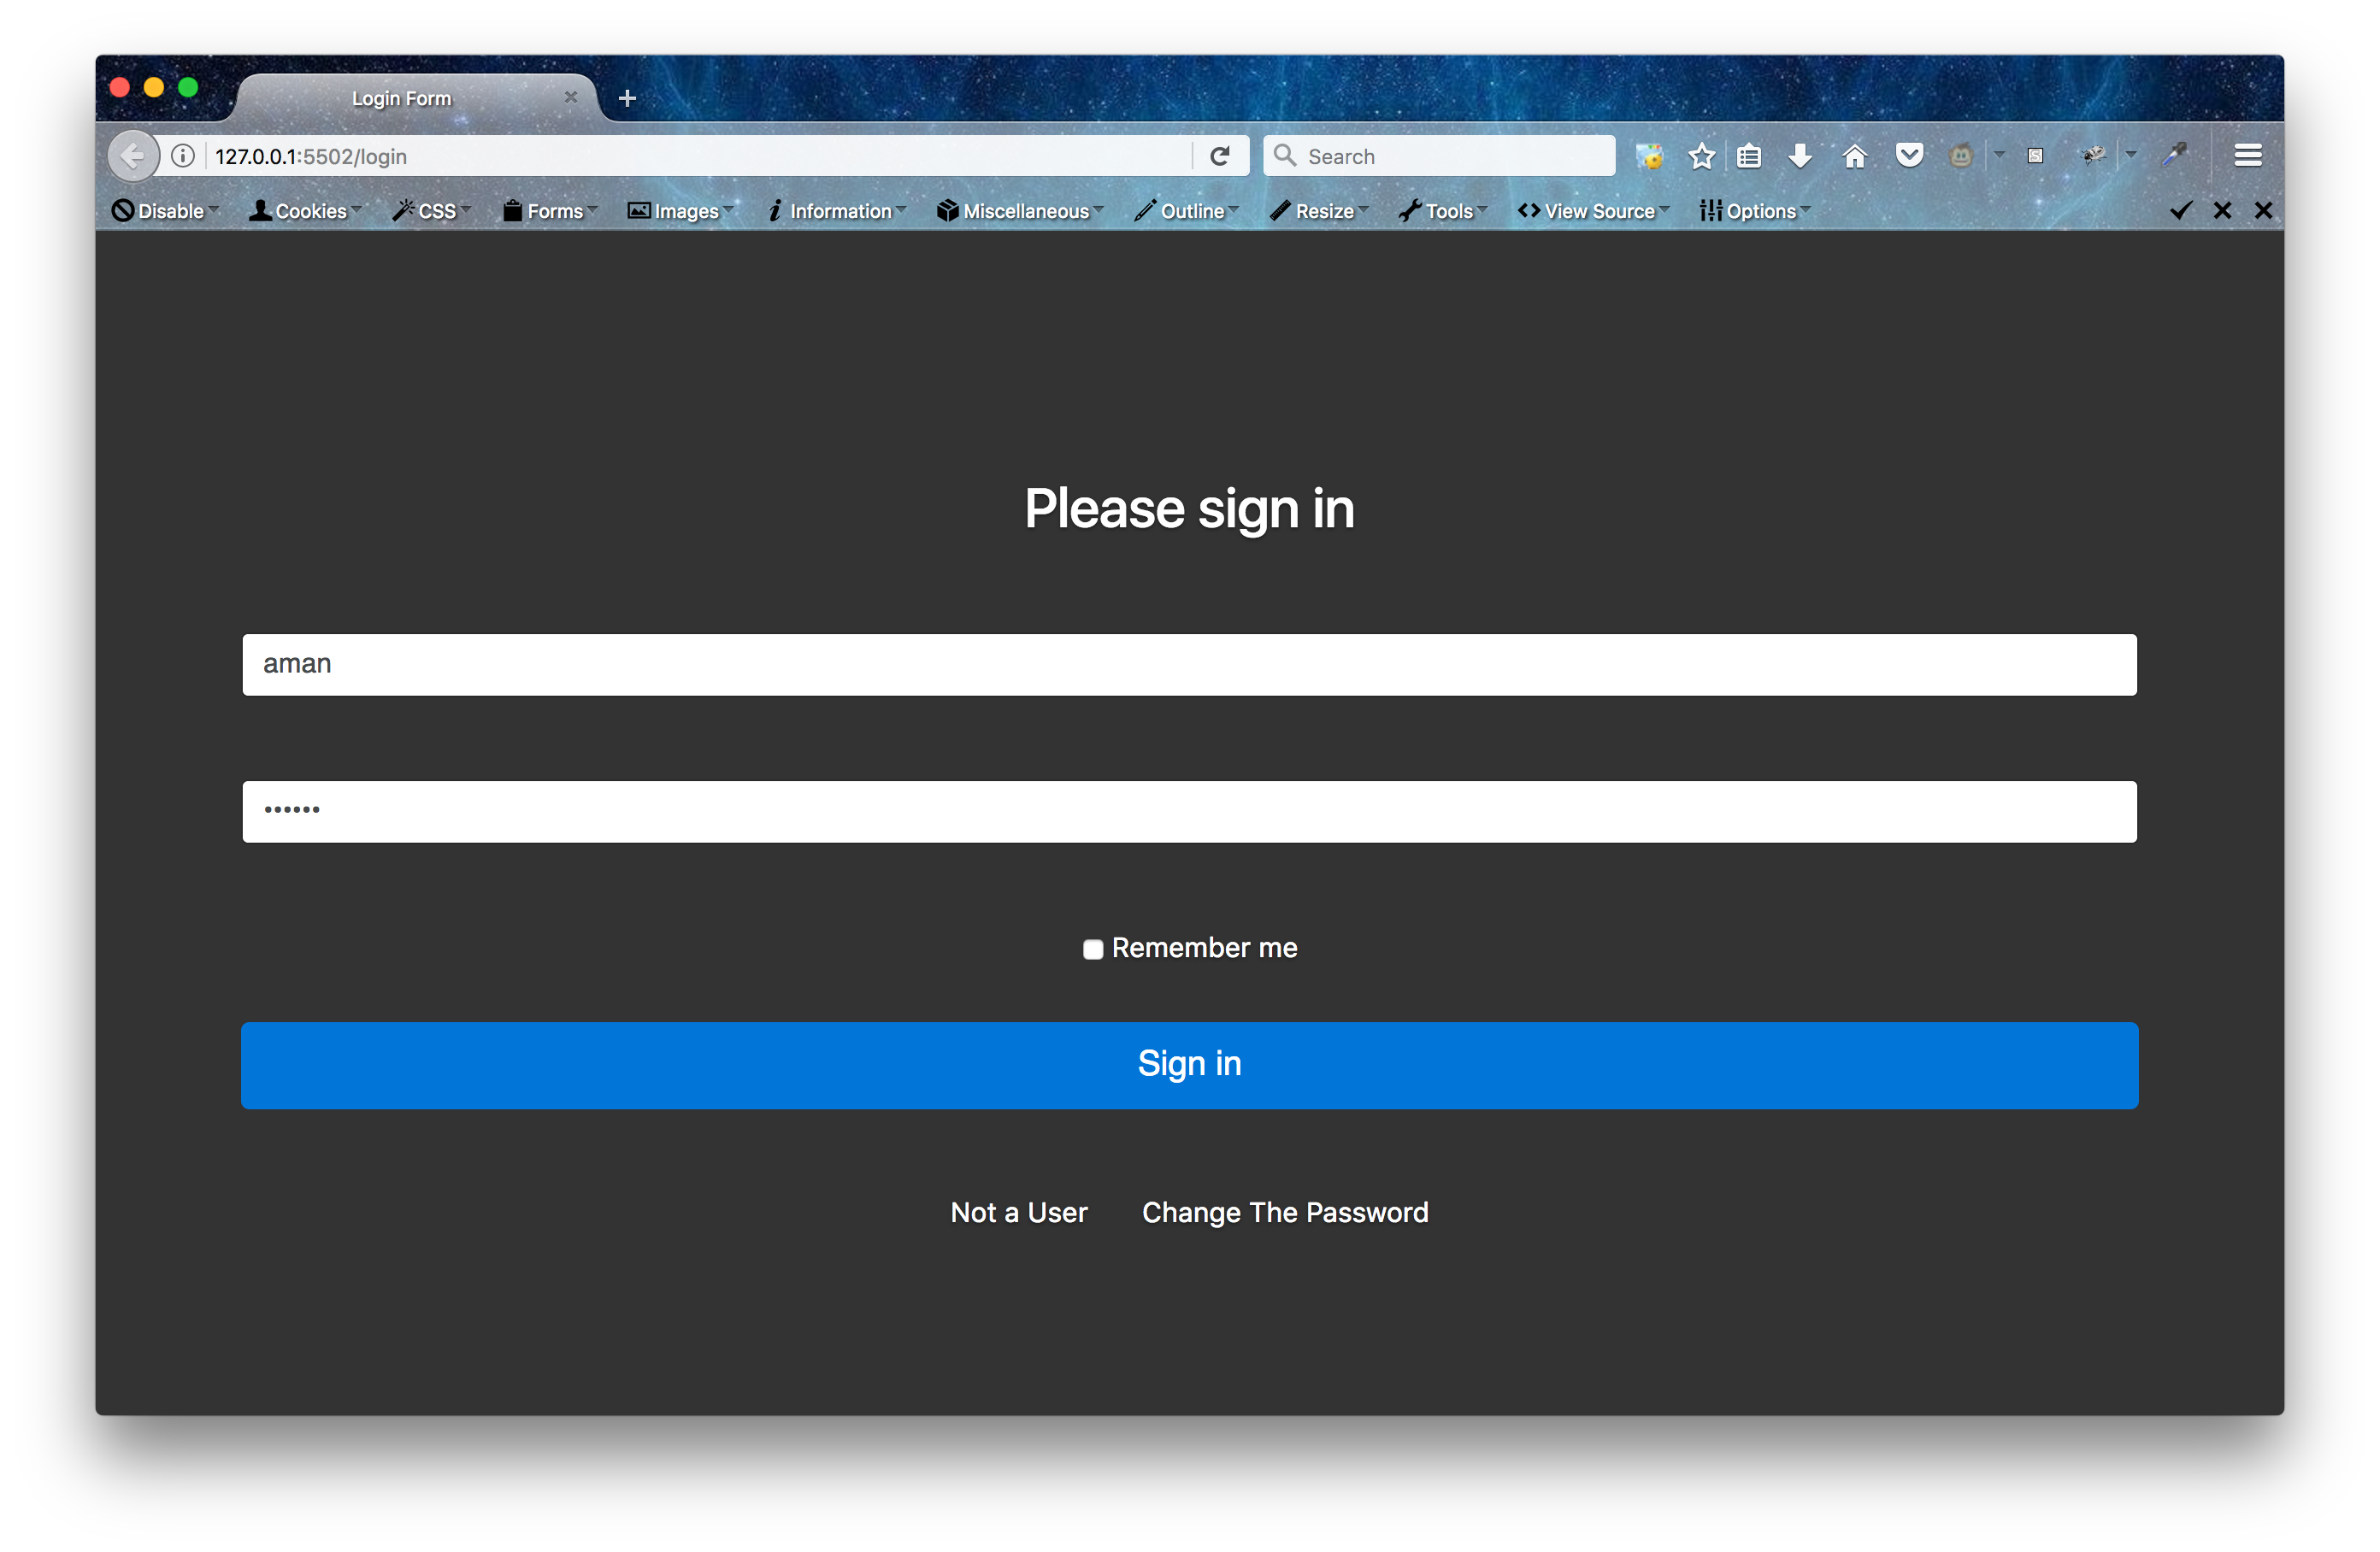 Login Form
127.0.0.1:5502/login Search
Disable Cookies CSS Forms Images Information Miscellaneous Outline Resize Tools View Source Options
Please sign in
aman
••••••
Remember me
Sign in
Not a User Change The Password